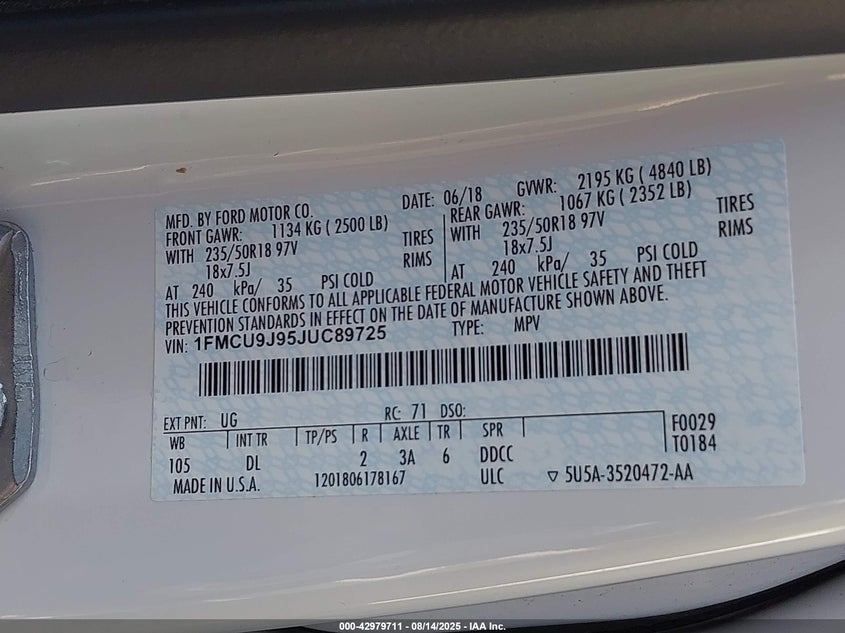 MFD. BY FORD MOTOR CO. DATE: 06/18 GVWR: 2195 KG ( 4840 LB)
FRONT GAWR: 1134 KG ( 2500 LB) REAR GAWR: 1067 KG ( 2352 LB)
WITH 235/50R18 97V TIRES WITH 235/50R18 97V TIRES
18x7.5J RIMS 18x7.5J RIMS
AT 240 kPa/ 35 PSI COLD AT 240 kPa/ 35 PSI COLD
THIS VEHICLE CONFORMS TO ALL APPLICABLE FEDERAL MOTOR VEHICLE SAFETY AND THEFT
PREVENTION STANDARDS IN EFFECT ON THE DATE OF MANUFACTURE SHOWN ABOVE.
VIN: 1FMCU9J95JUC89725 TYPE: MPV
EXT PNT: UG RC: 71 DSO:
WB INT TR TP/PS R AXLE TR SPR F0029
105 DL 2 3A 6 DDCC T0184
MADE IN U.S.A. 1201806178167 ULC ▽ 5U5A-3520472-AA
000-42979711 - 08/14/2025 - IAA Inc.